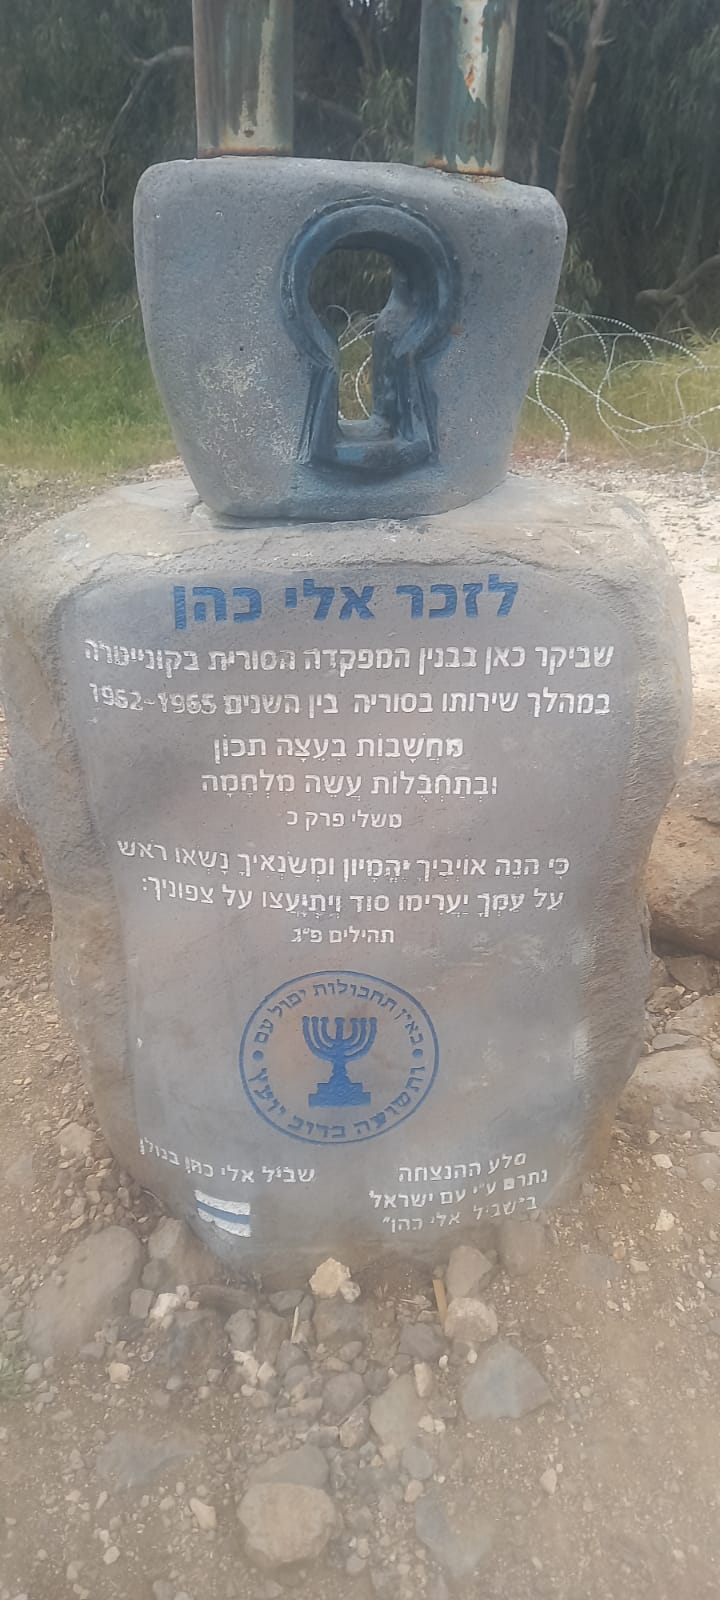 לזכר אלי כהן
שביקר כאן בבנין המפקדה הסורית בקונייטרה
במהלך שירותו בסוריה בין השנים 1962-1965
מַחֲשָׁבוֹת בְּעֵצָה תִכּוֹן
וּבְתַחְבֻּלוֹת עֲשֵׂה מִלְחָמָה
משלי פרק כ
כִּי הִנֵּה אוֹיְבֶיךָ יֶהֱמָיוּן וּמְשַׂנְאֶיךָ נָשְׂאוּ רֹאשׁ
עַל עַמְּךָ יַעֲרִימוּ סוֹד וְיִתְיָעֲצוּ עַל צְפוּנֶיךָ:
תהילים פ״ג
באין תחבולות יפול עם
ותשועה ברוב יועץ
שביל אלי כהן בגולן
סלע ההנצחה
נתרם ע״י עם ישראל
ב״שביל אלי כהן״